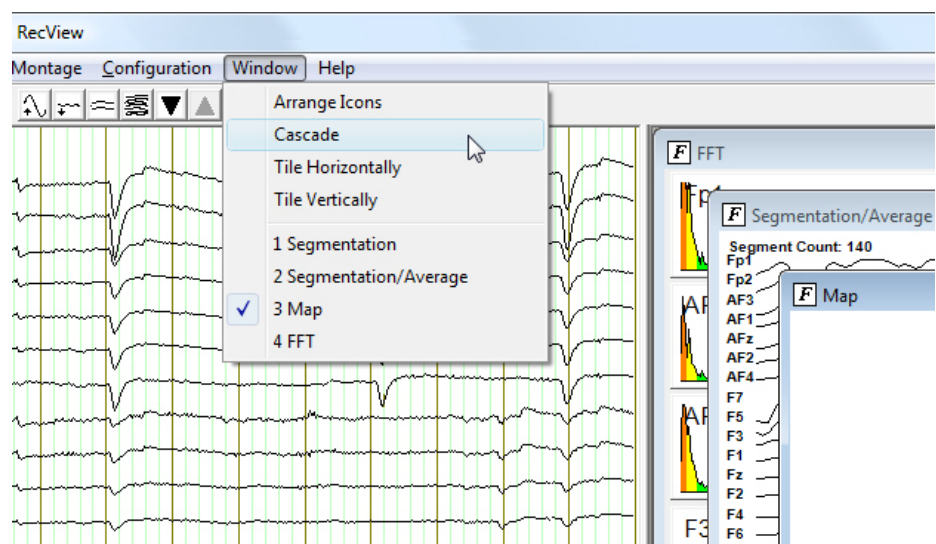 RecView
Montage Configuration Window Help
Arrange Icons
Cascade
Tile Horizontally
Tile Vertically
1 Segmentation
2 Segmentation/Average
3 Map
4 FFT
F FFT
Fp1
AF
AF
F3
F Segmentation/Average
Segment Count: 140
Fp1
Fp2
AF3
AF1
AFz
AF2
AF4
F7
F5
F3
F1
Fz
F2
F4
F6
F Map